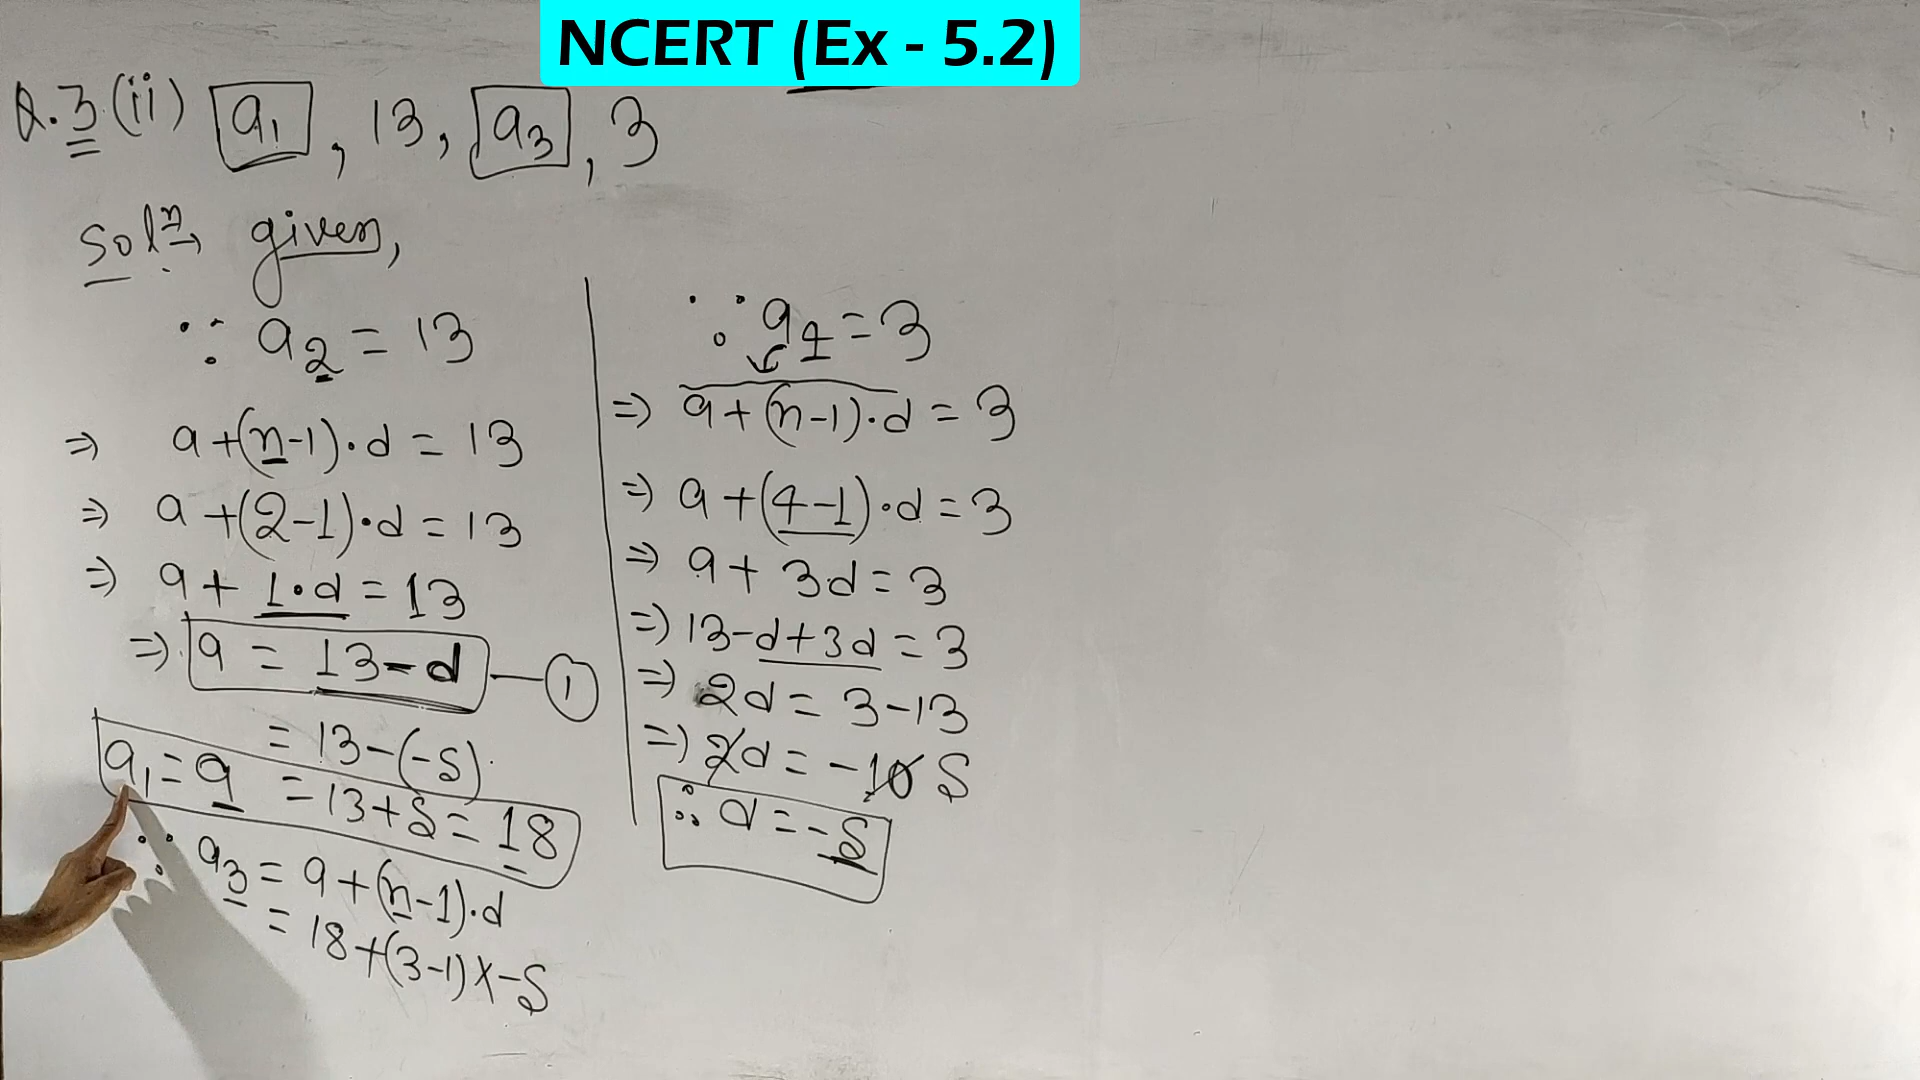 NCERT (Ex - 5.2)
Q.3 (ii) a₁, 13, a₃, 3
Solⁿ→ given,
∵ a₂ = 13
⇒ a+(n-1)·d = 13
⇒ a+(2-1)·d = 13
⇒ a+ 1·d = 13
⇒ a = 13-d — ①
= 13-(-5)
a₁ = a = 13+5 = 18
∵ a₃ = a+(n-1)·d
= 18+(3-1)×-5
∵ a₄ = 3
⇒ a+(n-1)·d = 3
⇒ a+(4-1)·d = 3
⇒ a+3d = 3
⇒ 13-d+3d = 3
⇒ 2d = 3-13
⇒ 2d = -10 5
∴ d = -5